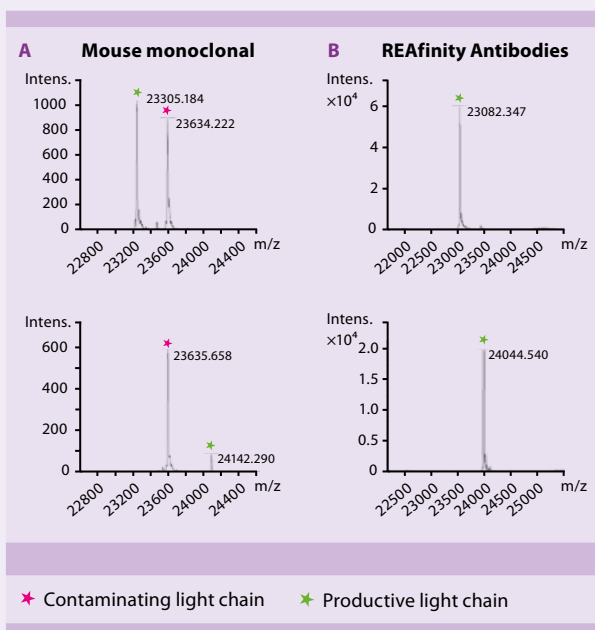 A Mouse monoclonal
Intens.
1000
800
600
400
200
0
23305.184
23634.222
22800 23200 23600 24000 24400 m/z
Intens.
600
400
200
0
23635.658
24142.290
22800 23200 23600 24000 24400 m/z
B REAfinity Antibodies
Intens.
×10⁴
6
4
2
0
23082.347
22000 22500 23000 23500 24000 24500 m/z
Intens.
×10⁴
2.0
1.5
1.0
0.5
0
24044.540
22500 23000 23500 24000 24500 25000 m/z
Contaminating light chain
Productive light chain